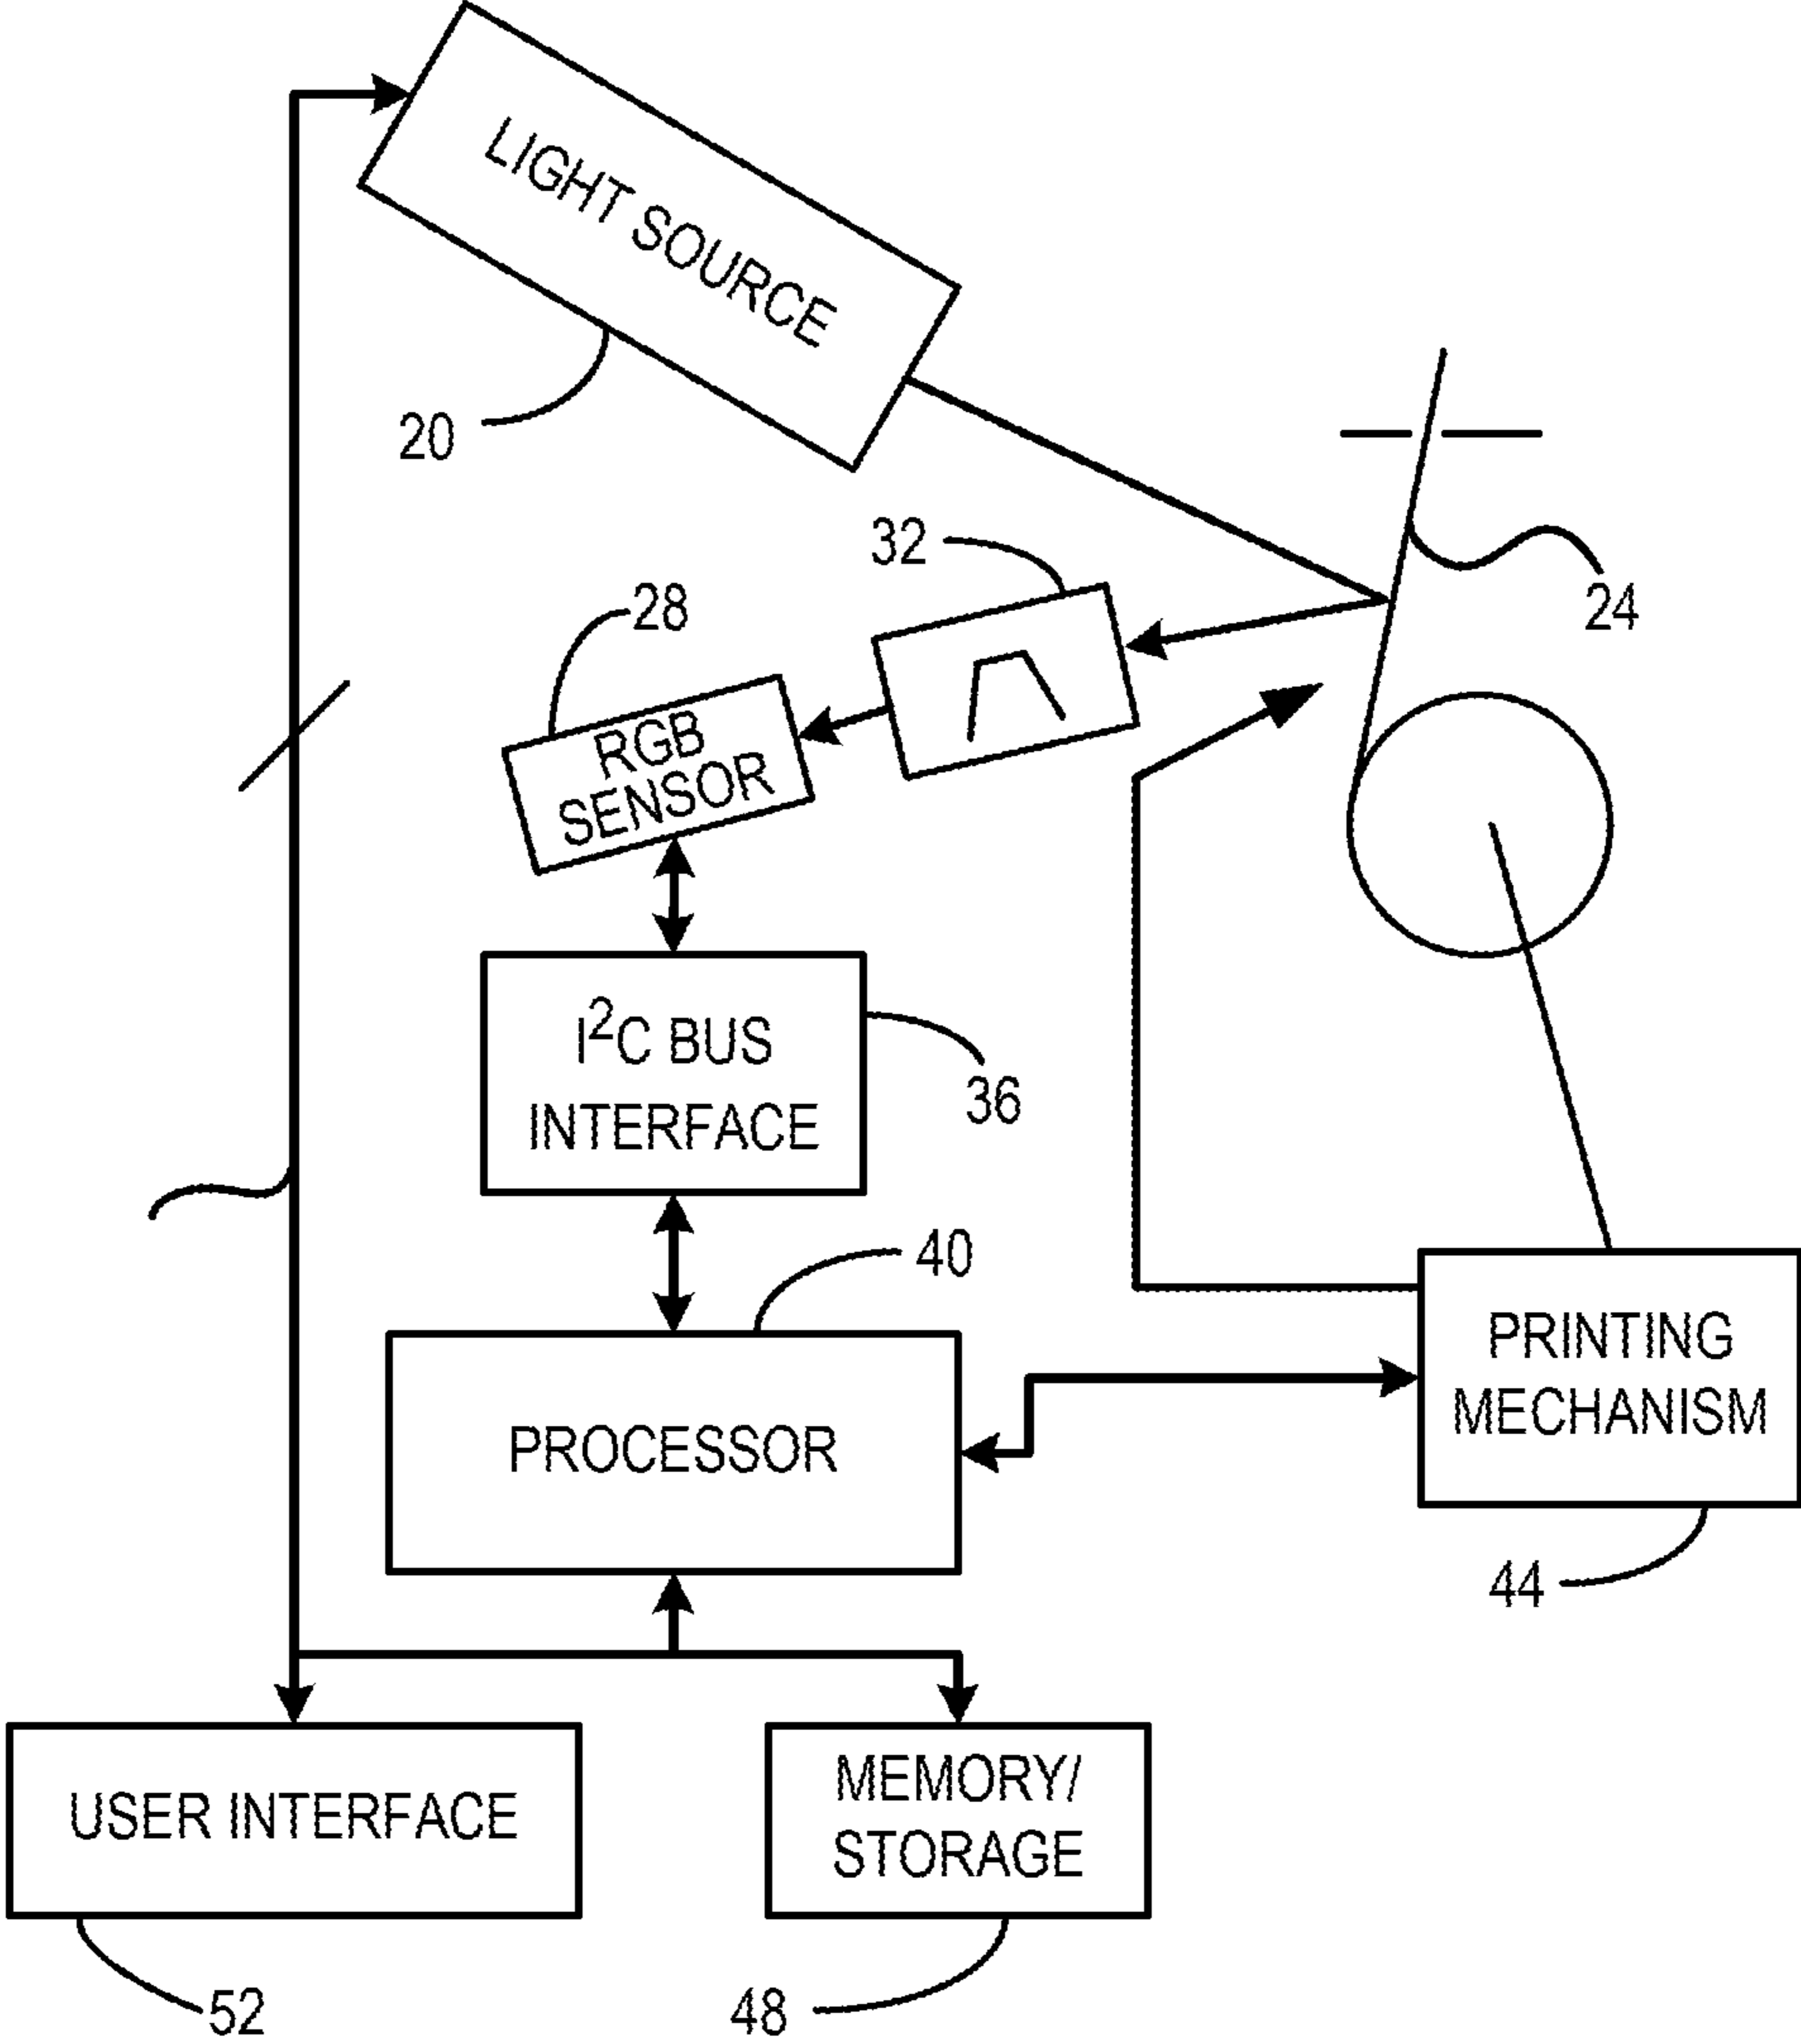 LIGHT SOURCE
20
32
28
24
RGB
SENSOR
I²C BUS
INTERFACE
36
40
PRINTING
MECHANISM
PROCESSOR
44
USER INTERFACE
MEMORY/
STORAGE
52
48